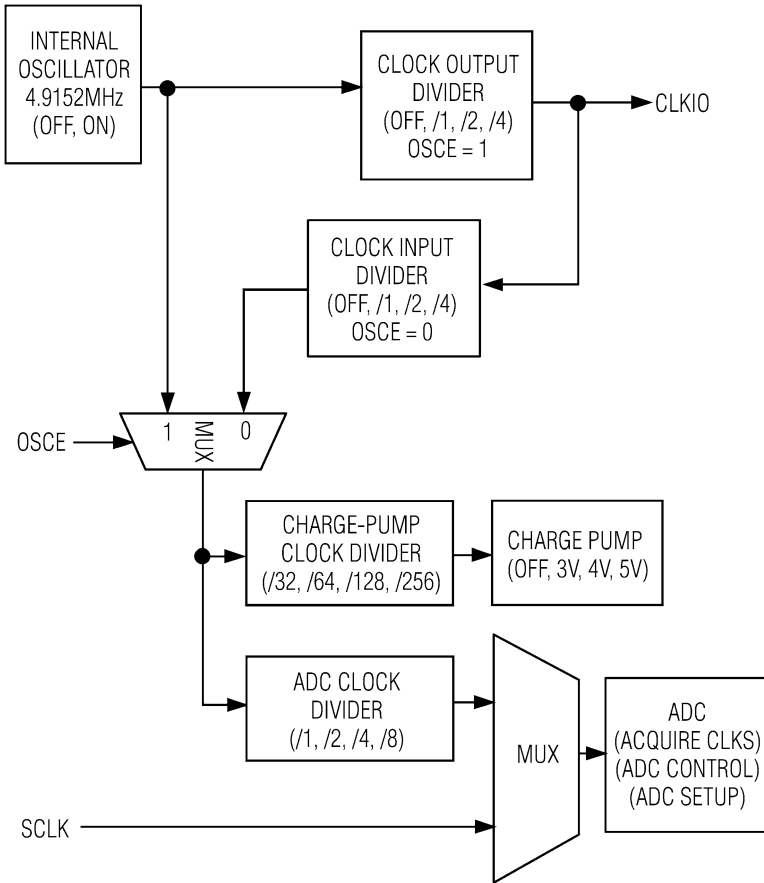 INTERNAL
OSCILLATOR
4.9152MHz
(OFF, ON)
CLOCK OUTPUT
DIVIDER
(OFF, /1, /2, /4)
OSCE = 1
CLKIO
CLOCK INPUT
DIVIDER
(OFF, /1, /2, /4)
OSCE = 0
OSCE
1
MUX
0
CHARGE-PUMP
CLOCK DIVIDER
(/32, /64, /128, /256)
CHARGE PUMP
(OFF, 3V, 4V, 5V)
ADC CLOCK
DIVIDER
(/1, /2, /4, /8)
MUX
ADC
(ACQUIRE CLKS)
(ADC CONTROL)
(ADC SETUP)
SCLK